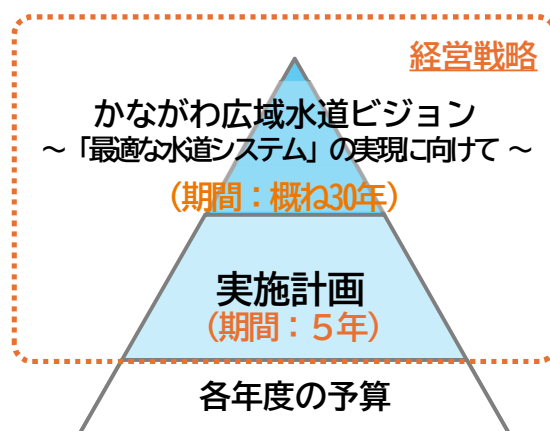 経営戦略
かながわ広域水道ビジョン
～「最適な水道システム」の実現に向けて ～
（期間：概ね30年）
実施計画
（期間：５年）
各年度の予算